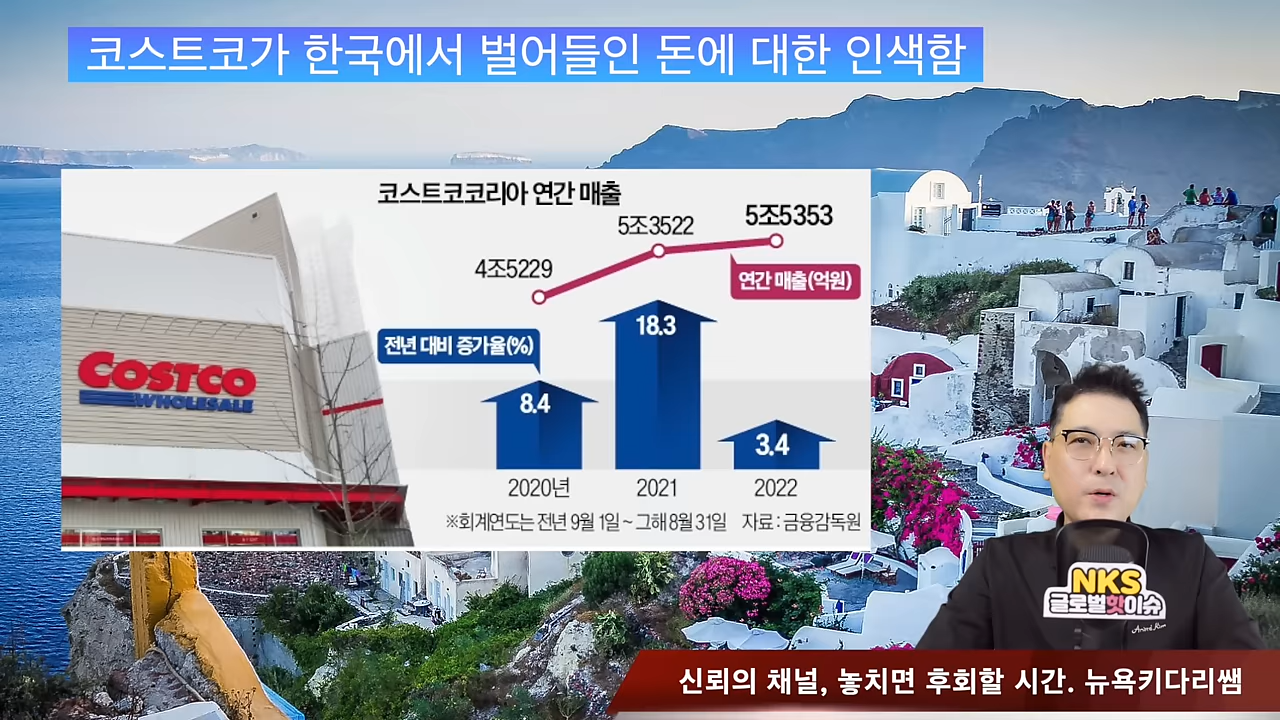 코스트코가 한국에서 벌어들인 돈에 대한 인색함
코스트코코리아 연간 매출
4조5229
5조3522
5조5353
연간 매출(억원)
전년 대비 증가율(%)
8.4
18.3
3.4
COSTCO
WHOLESALE
2020년
2021
2022
※회계연도는 전년 9월 1일 ~ 그해 8월 31일
자료 : 금융감독원
NKS
글로벌핫이슈
신뢰의 채널, 놓치면 후회할 시간. 뉴욕키다리쌤